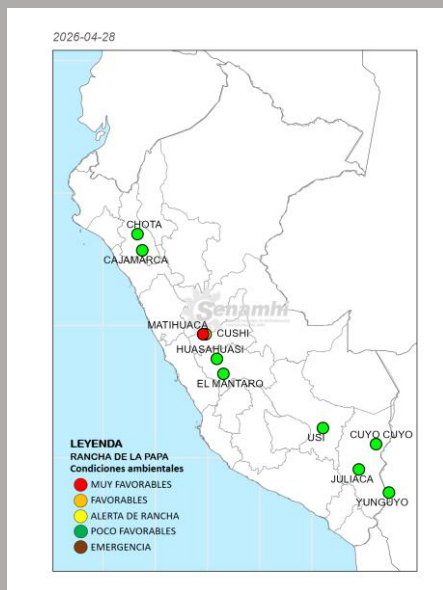 2026-04-28
CHOTA
CAJAMARCA
Senamhi
MATIHUACA
CUSHI
HUASAHUASI
EL MANTARO
USI
CUYO CUYO
JULIACA
YUNGUYO
LEYENDA
RANCHA DE LA PAPA
Condiciones ambientales
MUY FAVORABLES
FAVORABLES
ALERTA DE RANCHA
POCO FAVORABLES
EMERGENCIA